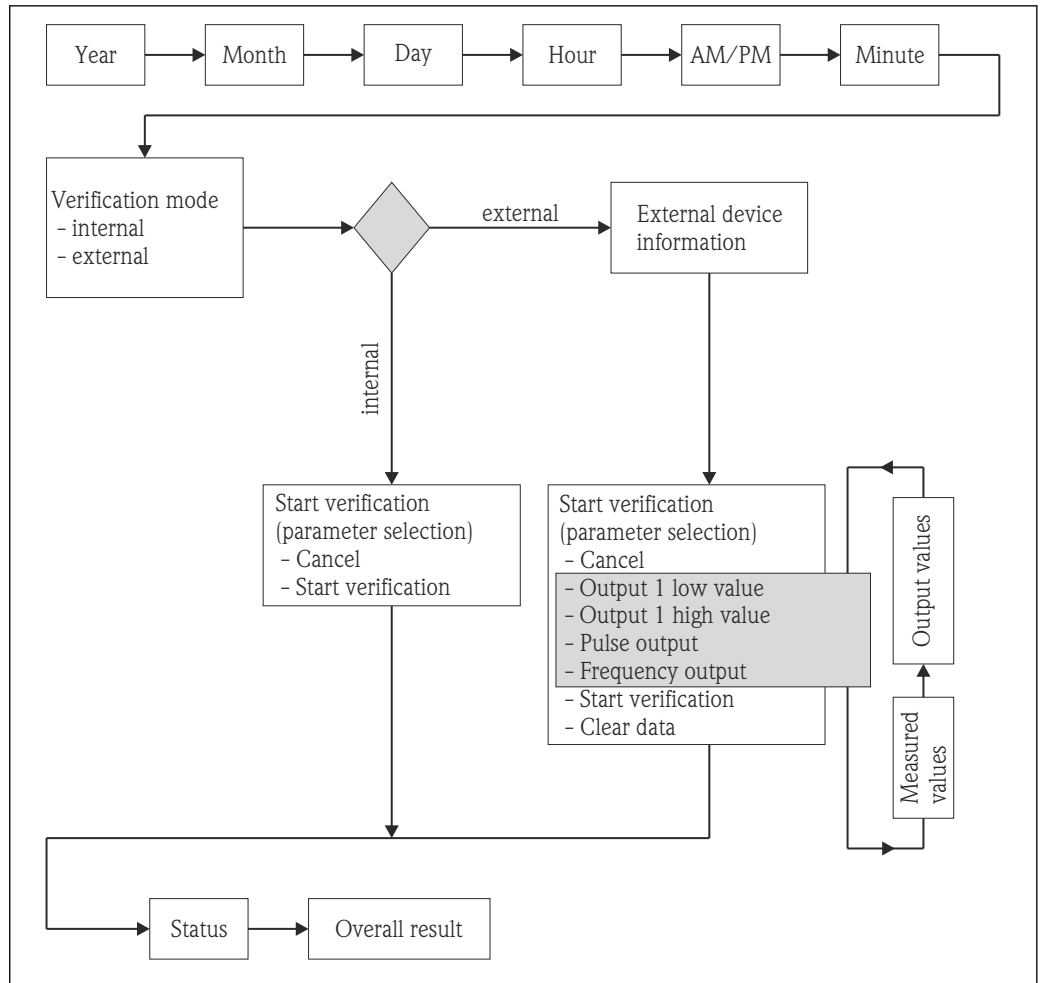 Year
Month
Day
Hour
AM/PM
Minute
Verification mode
– internal
– external
external
External device
information
internal
Start verification
(parameter selection)
– Cancel
– Start verification
Start verification
(parameter selection)
– Cancel
– Output 1 low value
– Output 1 high value
– Pulse output
– Frequency output
– Start verification
– Clear data
Output values
Measured
values
Status
Overall result